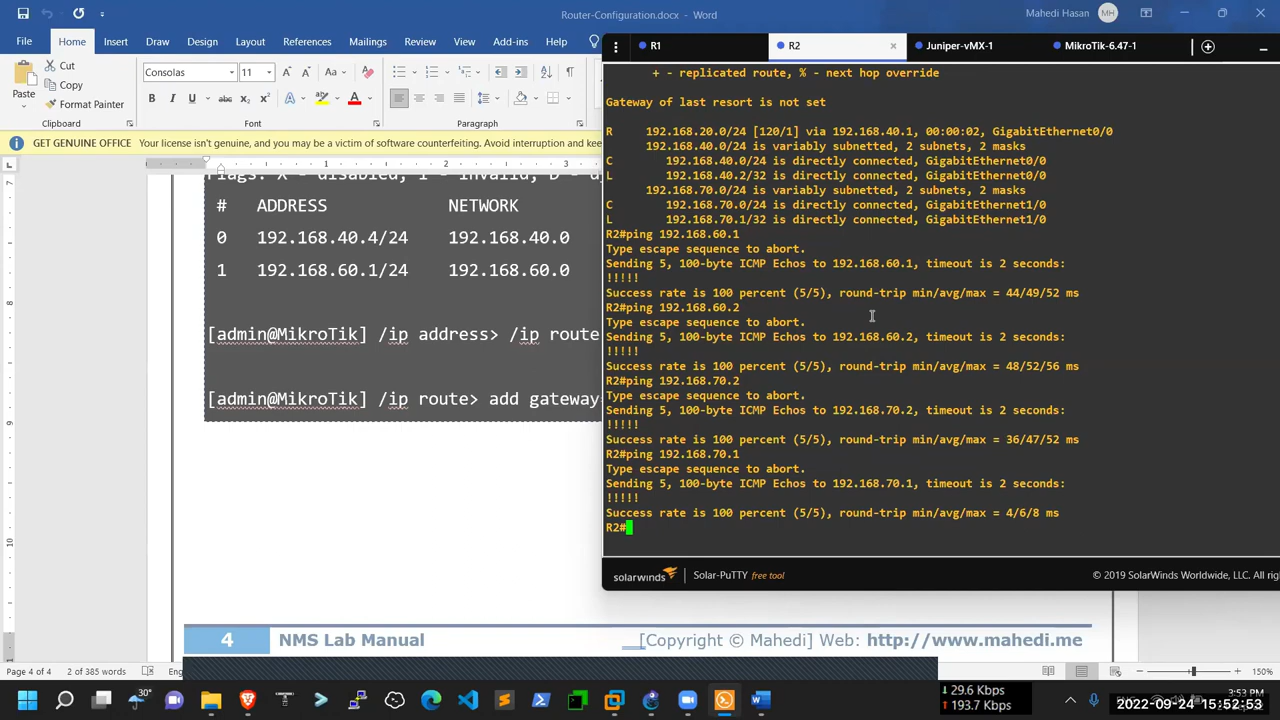 Router-Configuration.docx - Word
Mahedi Hasan
MH
File
Home
Insert
Draw
Design
Layout
References
Mailings
Review
View
Add-ins
Help
Paste
Cut
Copy
Format Painter
Clipboard
Consolas
11
Font
Paragraph
GET GENUINE OFFICE Your license isn't genuine, and you may be a victim of software counterfeiting. Avoid
# ADDRESS NETWORK
0 192.168.40.4/24 192.168.40.0
1 192.168.60.1/24 192.168.60.0
[admin@MikroTik] /ip address> /ip route
[admin@MikroTik] /ip route> add gateway
4 NMS Lab Manual
[Copyright © Mahedi] Web: http://www.mahedi.me
Page 4 of 4
2 of 385 words
150%
R1
R2
Juniper-vMX-1
MikroTik-6.47-1
+ - replicated route, % - next hop override
Gateway of last resort is not set
R 192.168.20.0/24 [120/1] via 192.168.40.1, 00:00:02, GigabitEthernet0/0
192.168.40.0/24 is variably subnetted, 2 subnets, 2 masks
C 192.168.40.0/24 is directly connected, GigabitEthernet0/0
L 192.168.40.2/32 is directly connected, GigabitEthernet0/0
192.168.70.0/24 is variably subnetted, 2 subnets, 2 masks
C 192.168.70.0/24 is directly connected, GigabitEthernet1/0
L 192.168.70.1/32 is directly connected, GigabitEthernet1/0
R2#ping 192.168.60.1
Type escape sequence to abort.
Sending 5, 100-byte ICMP Echos to 192.168.60.1, timeout is 2 seconds:
!!!!!
Success rate is 100 percent (5/5), round-trip min/avg/max = 44/49/52 ms
R2#ping 192.168.60.2
Type escape sequence to abort.
Sending 5, 100-byte ICMP Echos to 192.168.60.2, timeout is 2 seconds:
!!!!!
Success rate is 100 percent (5/5), round-trip min/avg/max = 48/52/56 ms
R2#ping 192.168.70.2
Type escape sequence to abort.
Sending 5, 100-byte ICMP Echos to 192.168.70.2, timeout is 2 seconds:
!!!!!
Success rate is 100 percent (5/5), round-trip min/avg/max = 36/47/52 ms
R2#ping 192.168.70.1
Type escape sequence to abort.
Sending 5, 100-byte ICMP Echos to 192.168.70.1, timeout is 2 seconds:
!!!!!
Success rate is 100 percent (5/5), round-trip min/avg/max = 4/6/8 ms
R2#
solarwinds
Solar-PuTTY free tool
© 2019 SolarWinds Worldwide, LLC. All righ
30°
29.6 Kbps
193.7 Kbps
3:53 PM
2022-09-24 15:52:53